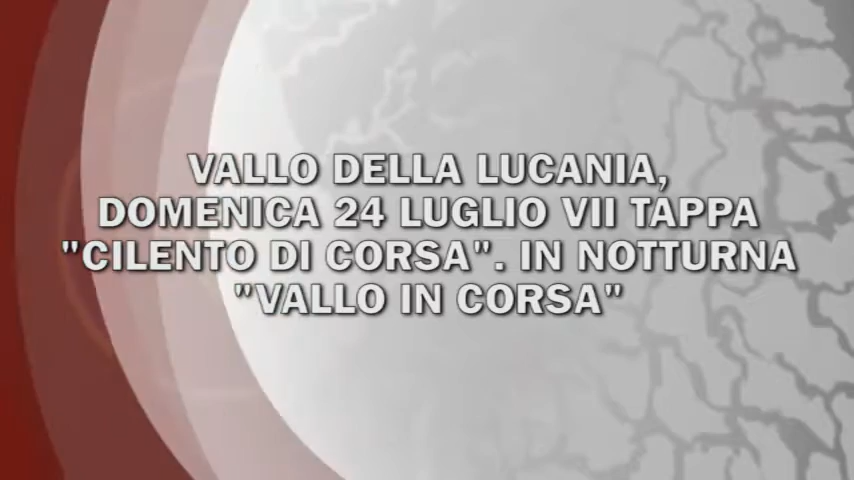 VALLO DELLA LUCANIA,
DOMENICA 24 LUGLIO VII TAPPA
"CILENTO DI CORSA". IN NOTTURNA
"VALLO IN CORSA"